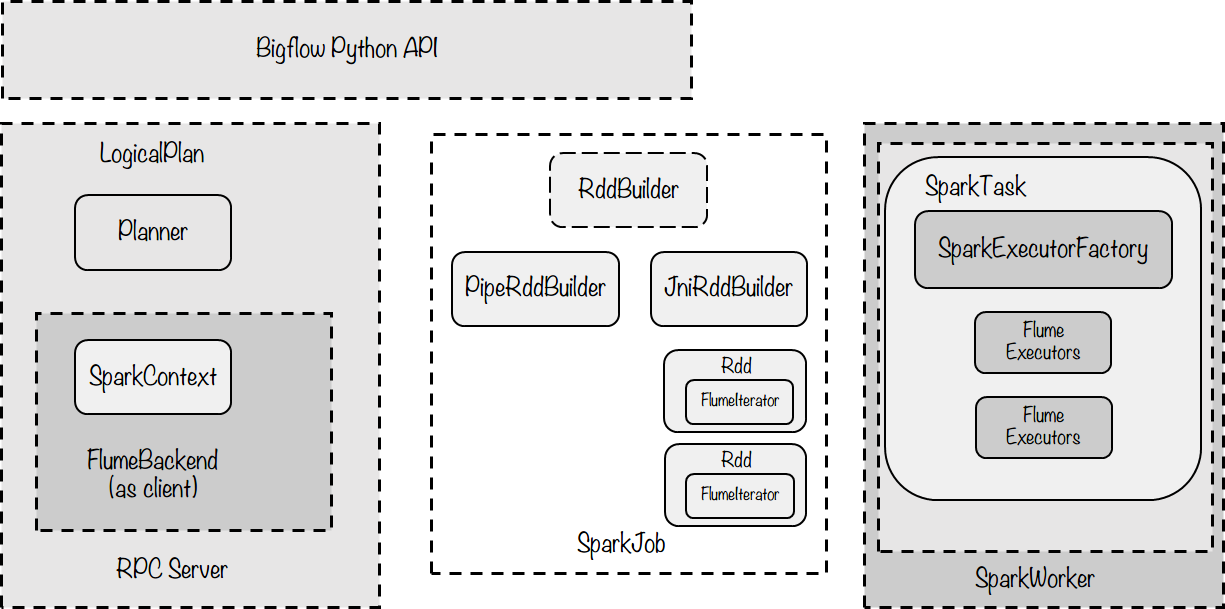 Bigflow Python API
LogicalPlan
Planner
SparkContext
FlumeBackend
(as client)
RPC Server
RddBuilder
PipeRddBuilder
JniRddBuilder
Rdd
FlumeIterator
Rdd
FlumeIterator
SparkJob
SparkTask
SparkExecutorFactory
Flume
Executors
Flume
Executors
SparkWorker